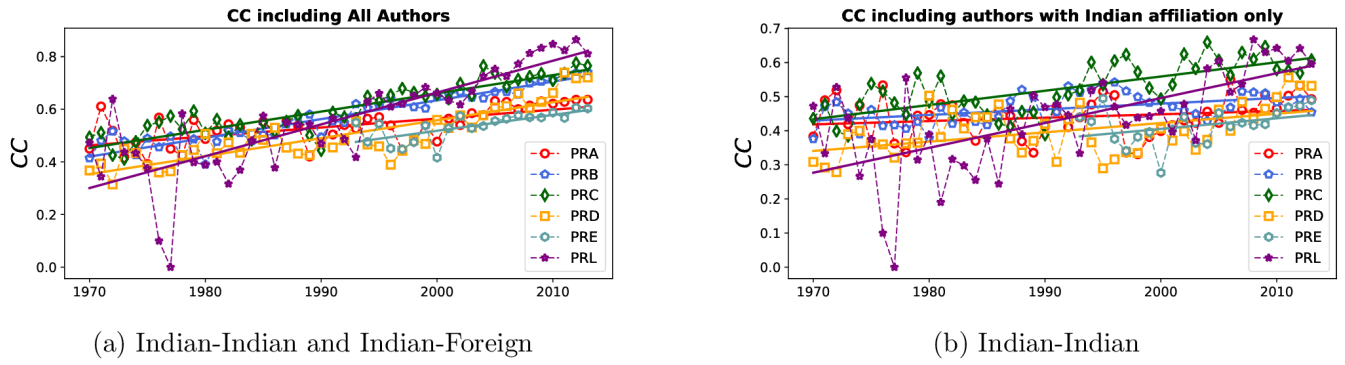 CC including All Authors
CC
0.8
0.6
0.4
0.2
0.0
1970
1980
1990
2000
2010
PRA
PRB
PRC
PRD
PRE
PRL
(a) Indian-Indian and Indian-Foreign
CC including authors with Indian affiliation only
CC
0.7
0.6
0.5
0.4
0.3
0.2
0.1
0.0
1970
1980
1990
2000
2010
PRA
PRB
PRC
PRD
PRE
PRL
(b) Indian-Indian